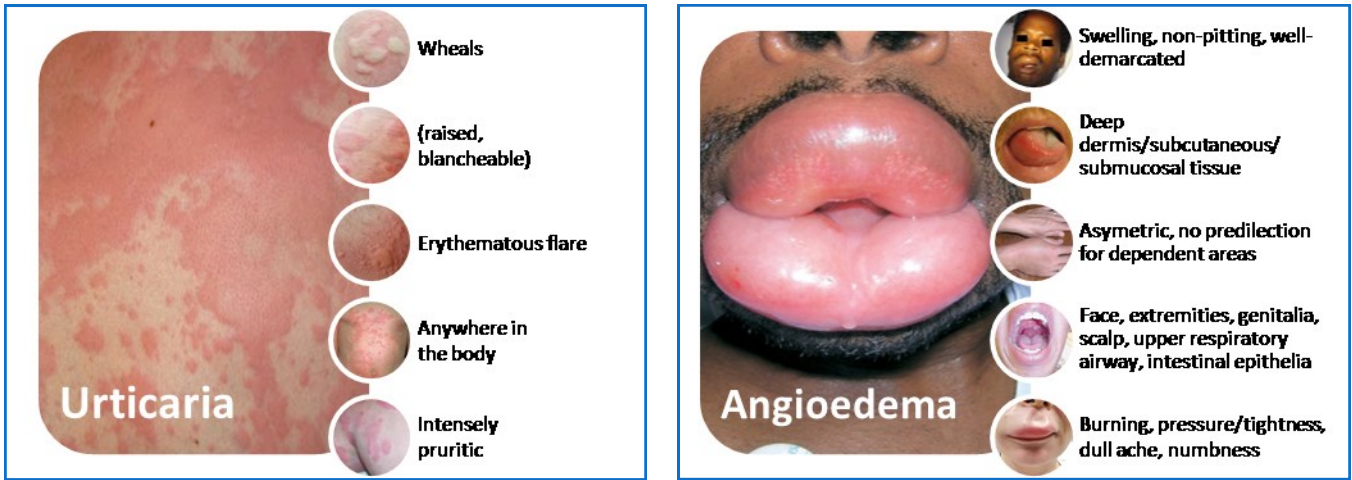 Wheals
(raised,
blancheable)
Erythematous flare
Anywhere in
the body
Intensely
pruritic
Urticaria
Swelling, non-pitting, well-
demarcated
Deep
dermis/subcutaneous/
submucosal tissue
Asymetric, no predilection
for dependent areas
Face, extremities, genitalia,
scalp, upper respiratory
airway, intestinal epithelia
Burning, pressure/tightness,
dull ache, numbness
Angioedema